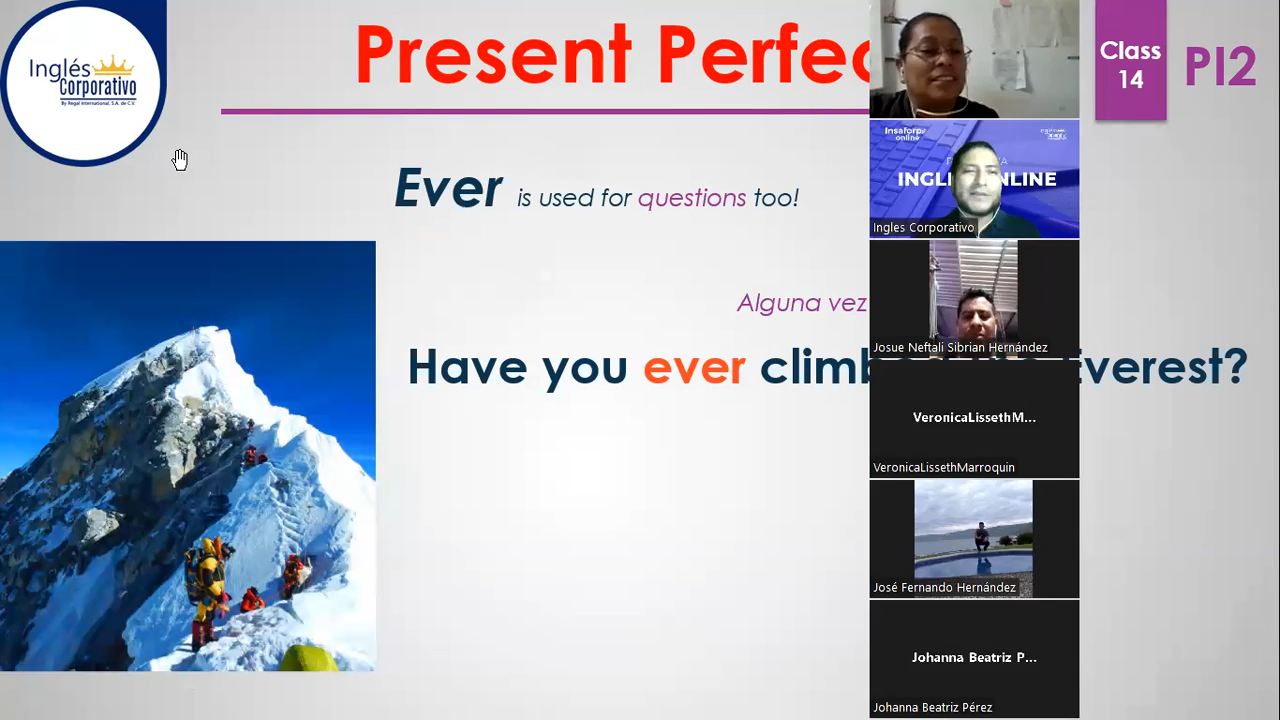 Inglés
Corporativo
By Regal International, S.A. de C.V.
Present Perfec
Class
14
PI2
Ever is used for questions too!
Alguna vez
Have you ever climb Everest?
Insaforp
online
INGL NLINE
Ingles Corporativo
Josue Neftali Sibrian Hernández
VeronicaLissethM...
VeronicaLissethMarroquin
José Fernando Hernández
Johanna Beatriz P...
Johanna Beatriz Pérez